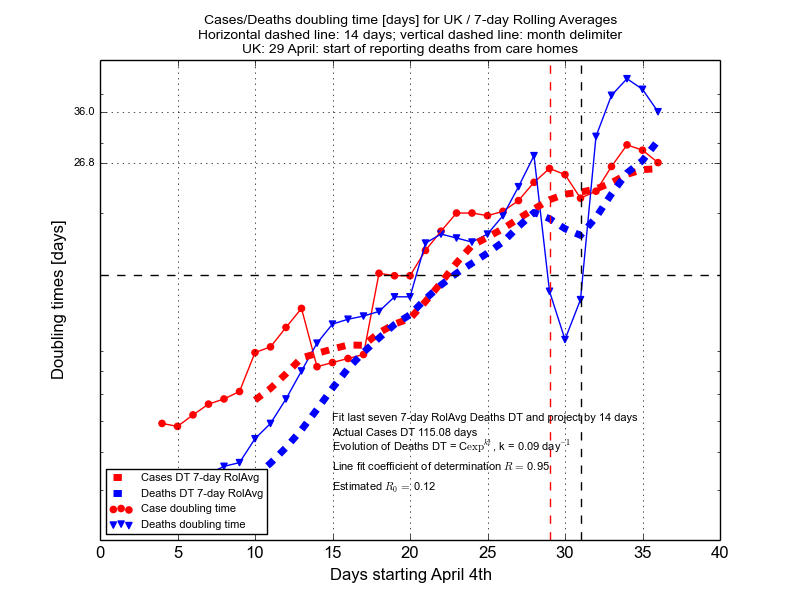 Cases/Deaths doubling time [days] for UK / 7-day Rolling Averages
Horizontal dashed line: 14 days; vertical dashed line: month delimiter
UK: 29 April: start of reporting deaths from care homes
36.0
26.8
Doubling times [days]
Fit last seven 7-day RolAvg Deaths DT and project by 14 days
Actual Cases DT 115.08 days
Evolution of Deaths DT = Cexp^kt, k = 0.09 day^−1
Line fit coefficient of determination R = 0.95
Estimated R_0 = 0.12
Cases DT 7-day RolAvg
Deaths DT 7-day RolAvg
Case doubling time
Deaths doubling time
0 5 10 15 20 25 30 35 40
Days starting April 4th